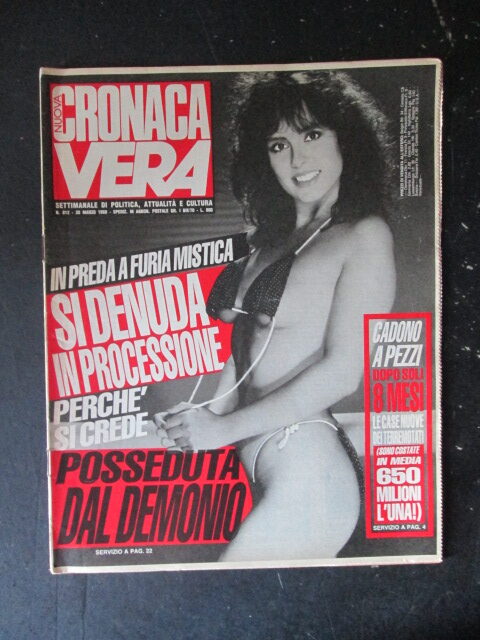 NUOVA
CRONACA
VERA
SETTIMANALE DI POLITICA, ATTUALITÀ E CULTURA
IN PREDA A FURIA MISTICA
SI DENUDA
IN PROCESSIONE
PERCHE'
SI CREDE
POSSEDUTA
DAL DEMONIO
SERVIZIO A PAG. 22
CADONO
A PEZZI
DOPO SOLI
8 MESI
LE CASE NUOVE
DEI TERREMOTATI
(SONO COSTATE
IN MEDIA
650
MILIONI
L'UNA!)
SERVIZIO A PAG. 4